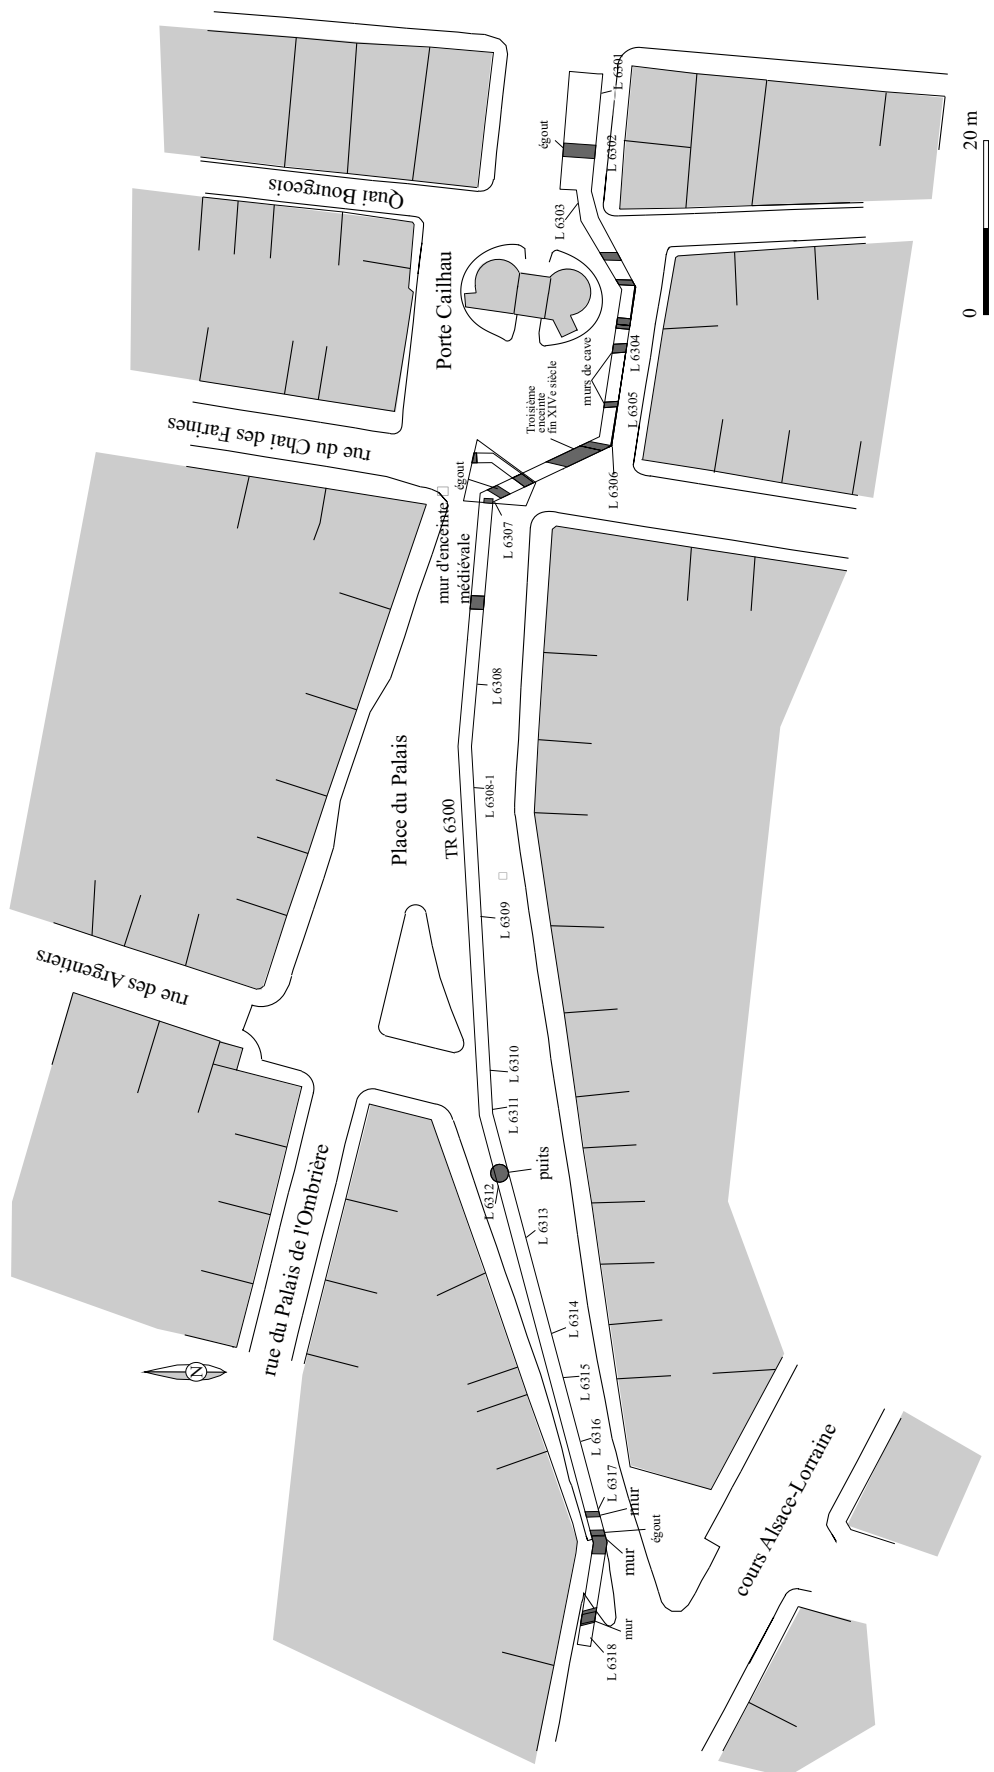 L 6301
20 m
égout
L 6302
Quai Bourgeois
L 6303
Porte Cailhau
0
murs de cave
L 6304
Troisième
enceinte
fin XIVe siècle
L 6305
rue du Chai des Farines
égout
L 6306
L 6307
mur d'enceinte
médiévale
L 6308
Place du Palais
L 6308-1
TR 6300
L 6309
rue des Argentiers
L 6310
L 6311
puits
L 6312
L 6313
rue du Palais de l'Ombrière
L 6314
N
L 6315
L 6316
L 6317
mur
égout
cours Alsace-Lorraine
mur
mur
L 6318